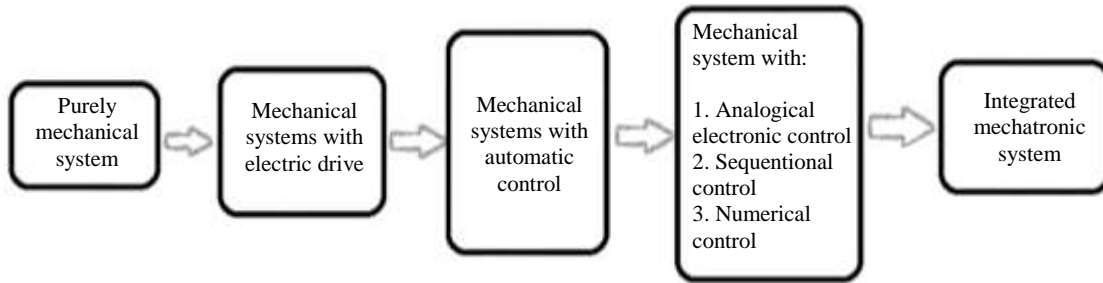 Purely
mechanical
system
Mechanical
systems with
electric drive
Mechanical
systems with
automatic
control
Mechanical
system with:
1. Analogical
electronic control
2. Sequentional
control
3. Numerical
control
Integrated
mechatronic
system